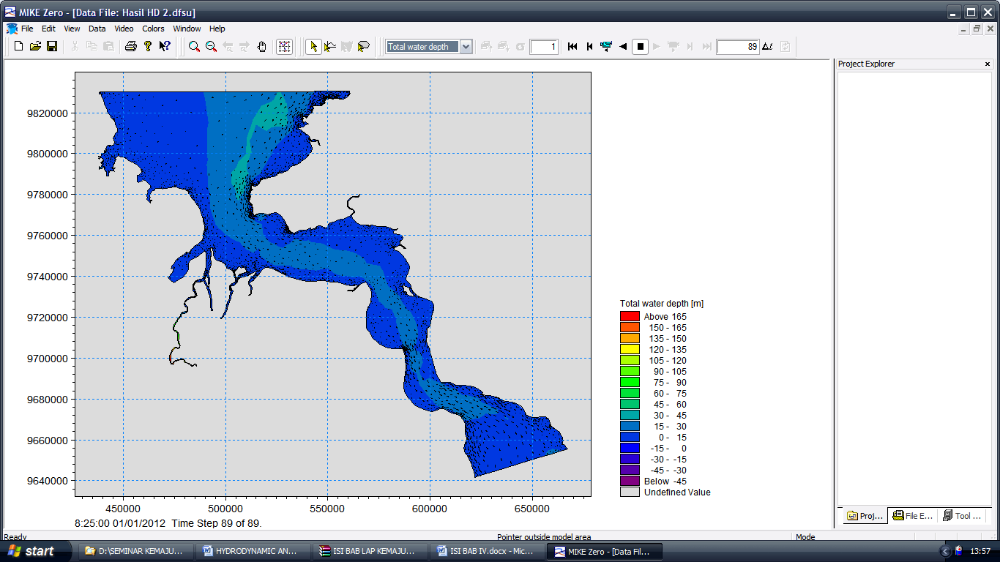 MIKE Zero - [Data File: Hasil HD 2.dfsu]
File Edit View Data Video Colors Window Help
Total water depth
1
89
Δt
Project Explorer
9820000
9800000
9780000
9760000
9740000
9720000
9700000
9680000
9660000
9640000
450000 500000 550000 600000 650000
8:25:00 01/01/2012 Time Step 89 of 89.
Total water depth [m]
Above 165
150 - 165
135 - 150
120 - 135
105 - 120
90 - 105
75 - 90
60 - 75
45 - 60
30 - 45
15 - 30
0 - 15
-15 - 0
-30 - -15
-45 - -30
Below -45
Undefined Value
Proj... File E... Tool ...
Ready Pointer outside model area Mode
start D:\SEMINAR KEMAJU... HYDRODYNAMIC AN... ISI BAB LAP KEMAJU... ISI BAB IV.docx - Mic... MIKE Zero - [Data Fil... 13:57